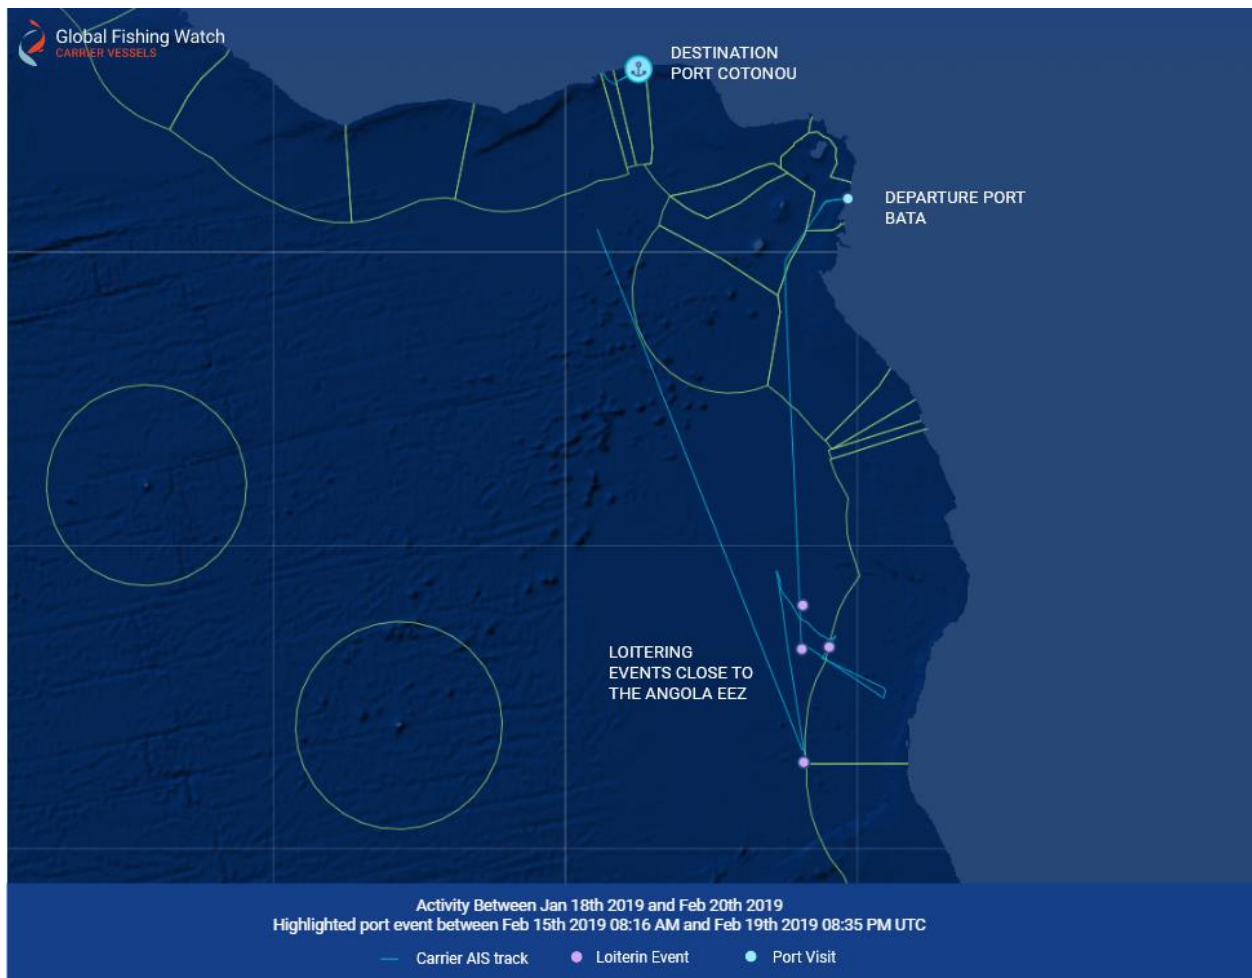 Global Fishing Watch
CARRIER VESSELS
DESTINATION
PORT COTONOU
DEPARTURE PORT
BATA
LOITERING
EVENTS CLOSE TO
THE ANGOLA EEZ
Activity Between Jan 18th 2019 and Feb 20th 2019
Highlighted port event between Feb 15th 2019 08:16 AM and Feb 19th 2019 08:35 PM UTC
Carrier AIS track
Loiterin Event
Port Visit